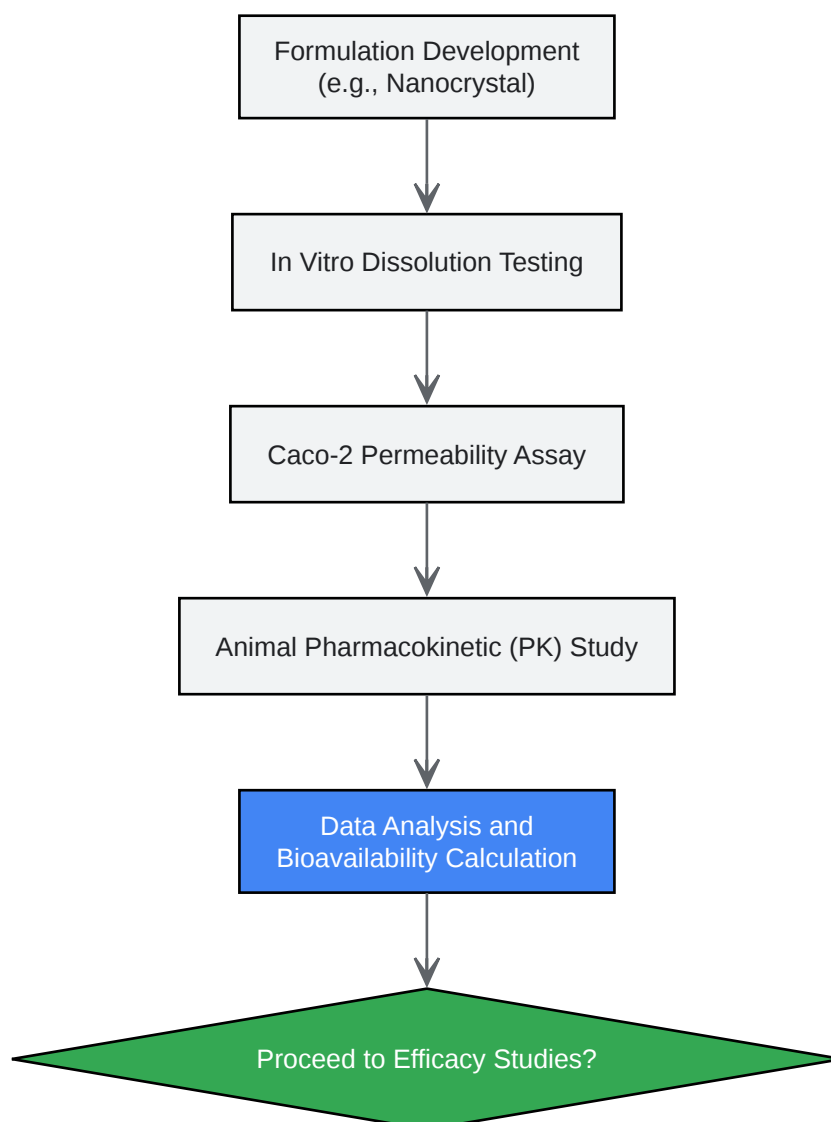 Formulation Development
(e.g., Nanocrystal)
In Vitro Dissolution Testing
Caco-2 Permeability Assay
Animal Pharmacokinetic (PK) Study
Data Analysis and
Bioavailability Calculation
Proceed to Efficacy Studies?